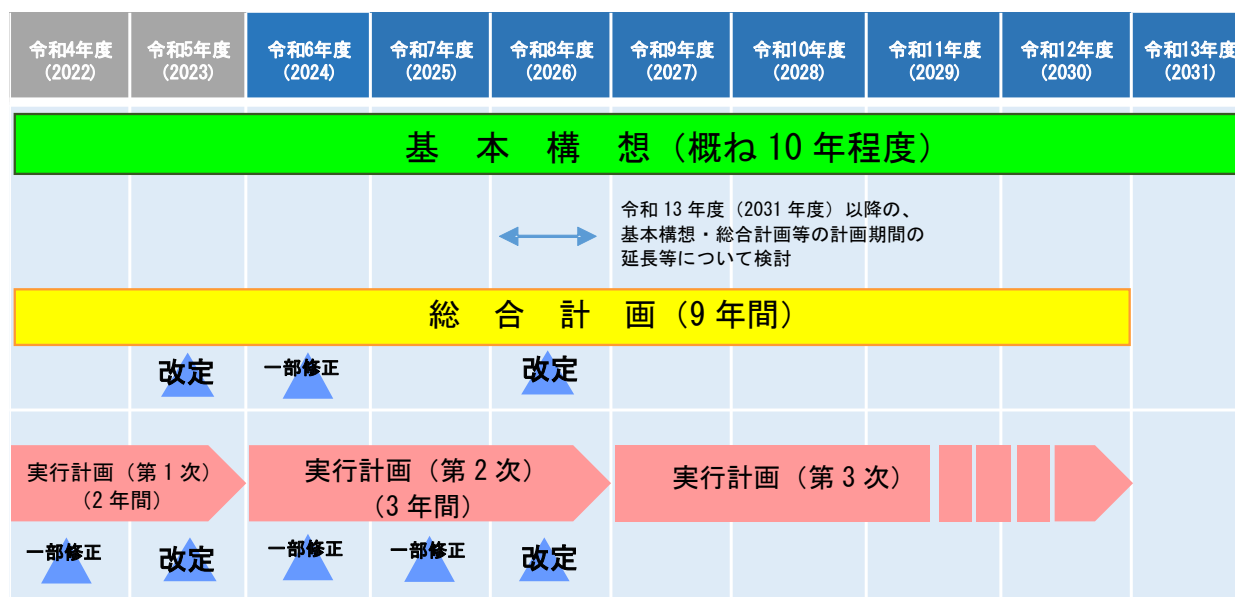 令和4年度
(2022)
令和5年度
(2023)
令和6年度
(2024)
令和7年度
(2025)
令和8年度
(2026)
令和9年度
(2027)
令和10年度
(2028)
令和11年度
(2029)
令和12年度
(2030)
令和13年度
(2031)
基 本 構 想（概ね 10 年程度）
令和 13 年度（2031 年度）以降の、
基本構想・総合計画等の計画期間の
延長等について検討
総 合 計 画（9 年間）
改定
一部修正
改定
実行計画（第 1 次）
（2 年間）
実行計画（第 2 次）
（3 年間）
実行計画（第 3 次）
一部修正
改定
一部修正
一部修正
改定